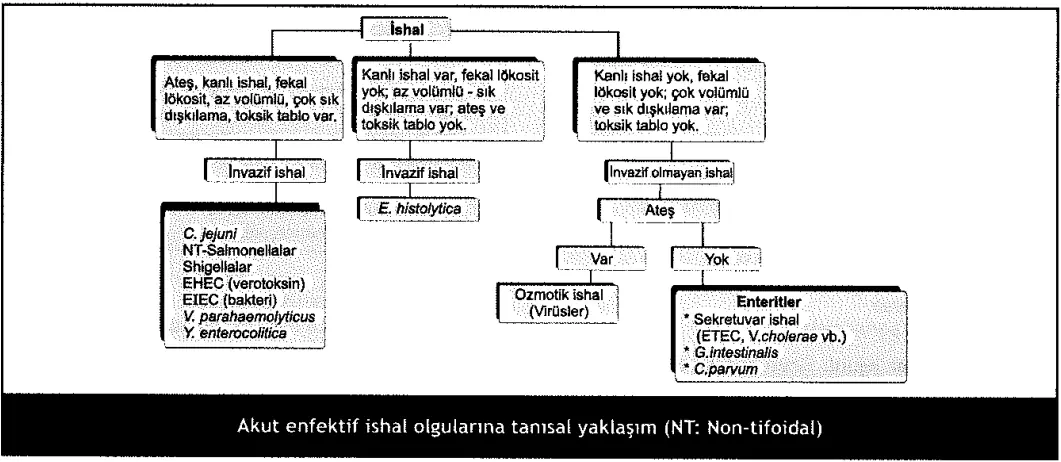 İshal
Ateş, kanlı ishal, fekal
lökosit, az volümlü, çok sık
dışkılama, toksik tablo var.
Kanlı ishal var, fekal lökosit
yok; az volümlü - sık
dışkılama var; ateş ve
toksik tablo yok.
Kanlı ishal yok, fekal
lökosit yok; çok volümlü
ve sık dışkılama var;
toksik tablo yok.
İnvazif ishal
İnvazif ishal
İnvazif olmayan ishal
E. histolytica
Ateş
C. jejuni
NT-Salmonellalar
Shigellalar
EHEC (verotoksin)
EIEC (bakteri)
V. parahaemolyticus
Y. enterocolitica
Var
Yok
Ozmotik ishal
(Virüsler)
Enteritler
* Sekretuvar ishal
(ETEC, V.cholerae vb.)
* G.intestinalis
* C.parvum
Akut enfektif ishal olgularına tanısal yaklaşım (NT: Non-tifoidal)